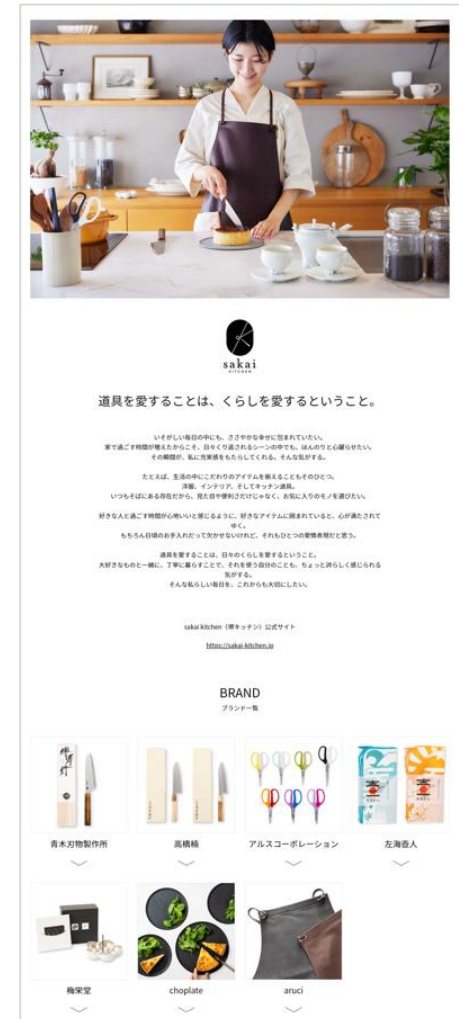 sakai
KITCHEN
道具を愛することは、くらしを愛するということ。
いそがしい毎日の中にも、ささやかな幸せに包まれていたい。
家で過ごす時間が増えたからこそ、日々くり返されるシーンの中でも、ほんのりと心躍らせたい。
その瞬間が、私に充実感をもたらしてくれる。そんな気がする。
たとえば、生活の中にこだわりのアイテムを揃えることもそのひとつ。
洋服、インテリア、そしてキッチン道具。
いつもそばにある存在だから、見た目や便利さだけじゃなく、お気に入りのモノを選びたい。
好きな人と過ごす時間が心地いいと感じるように、好きなアイテムに囲まれていると、心が満たされて
ゆく。
もちろん日頃のお手入れだって欠かせないけれど、それもひとつの愛情表現だと思う。
道具を愛することは、日々のくらしを愛するということ。
大好きなものと一緒に、丁寧に暮らすことで、それを使う自分のことも、ちょっと誇らしく感じられる
気がする。
そんな私らしい毎日を、これからも大切にしたい。
sakai kitchen（堺キッチン）公式サイト
https://sakai-kitchen.jp
BRAND
ブランド一覧
青木刃物製作所
高橋楠
アルスコーポレーション
左海壺人
梅栄堂
choplate
aruci